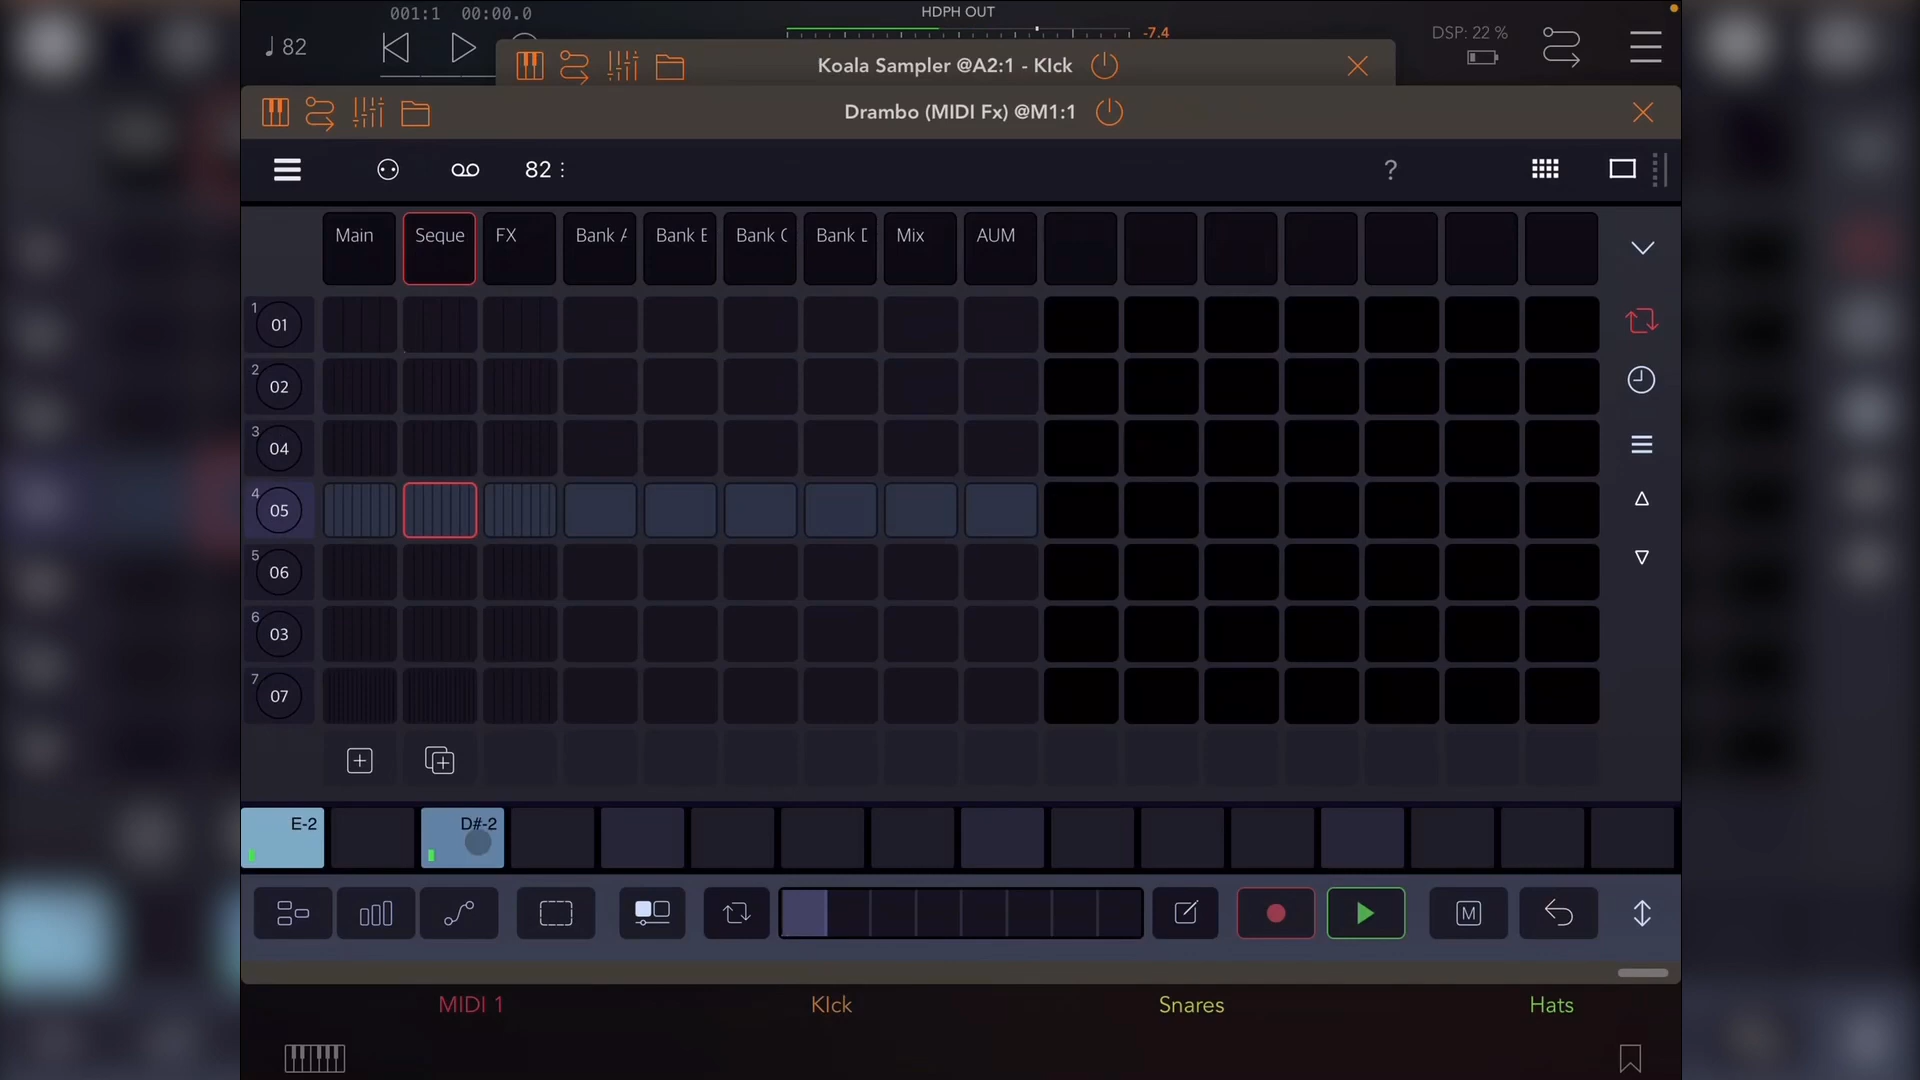 001:1 00:00.0
HDPH OUT
♩ 82
-7.4
DSP: 22 %
Koala Sampler @A2:1 - KIck
Drambo (MIDI Fx) @M1:1
82 :
?
Main Seque FX Bank A Bank B Bank C Bank D Mix AUM
1 01
2 02
3 04
4 05
5 06
6 03
7 07
E-2 D#-2
M
MIDI 1 KIck Snares Hats